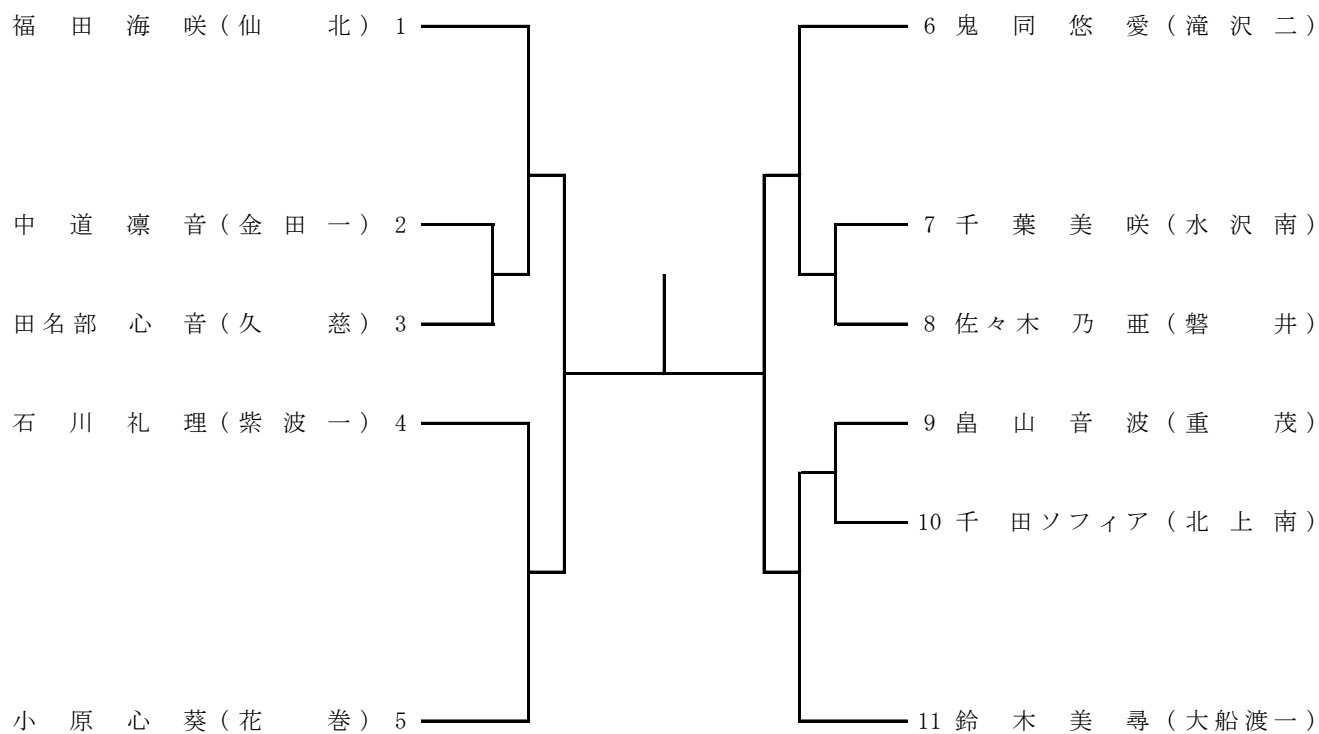 福田海咲(仙北) 1
中道凛音(金田一) 2
田名部心音(久慈) 3
石川礼理(紫波一) 4
小原心葵(花巻) 5
6 鬼同悠愛(滝沢二)
7 千葉美咲(水沢南)
8 佐々木乃亜(磐井)
9 畠山音波(重茂)
10 千田ソフィア(北上南)
11 鈴木美尋(大船渡一)